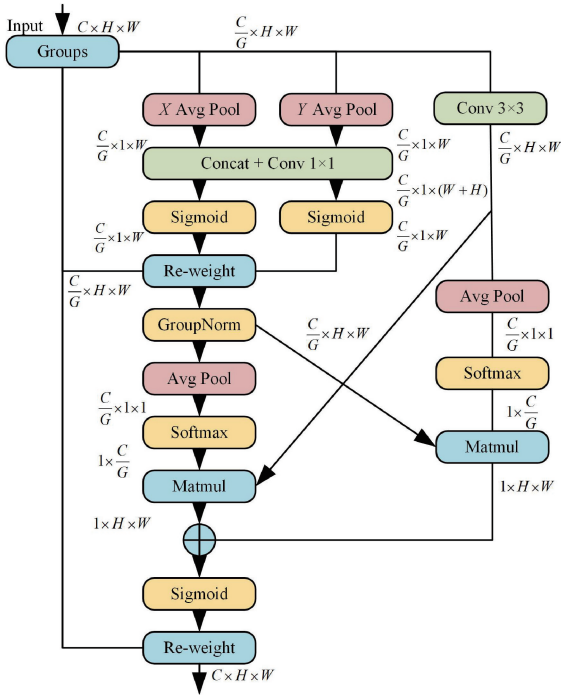 Input
C×H×W
Groups
C/G ×H×W
X Avg Pool
Y Avg Pool
Conv 3×3
C/G ×1×W
C/G ×1×W
C/G ×H×W
Concat + Conv 1×1
C/G ×1×(W+H)
Sigmoid
Sigmoid
C/G ×1×W
C/G ×1×W
Re-weight
C/G ×H×W
Avg Pool
GroupNorm
C/G ×H×W
C/G ×1×1
Avg Pool
Softmax
C/G ×1×1
1× C/G
Softmax
Matmul
1× C/G
Matmul
1×H×W
1×H×W
Sigmoid
Re-weight
C×H×W